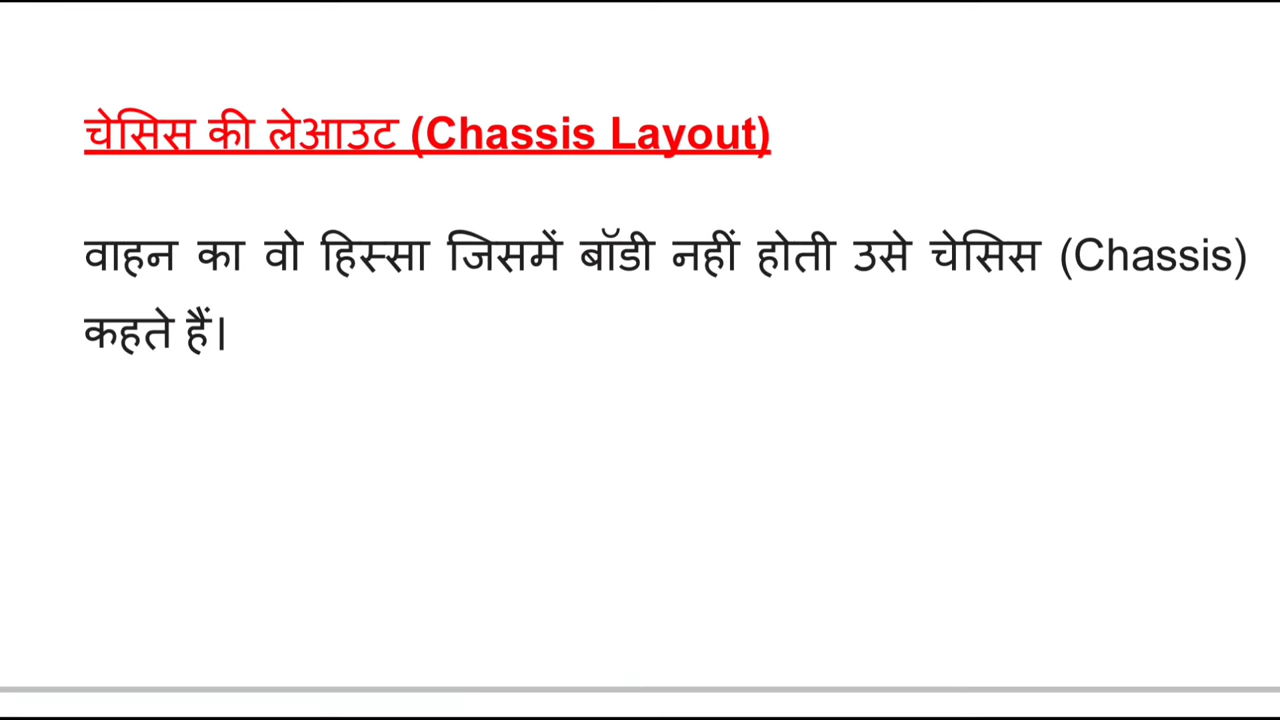 चेसिस की लेआउट (Chassis Layout)
वाहन का वो हिस्सा जिसमें बॉडी नहीं होती उसे चेसिस (Chassis)
कहते हैं।